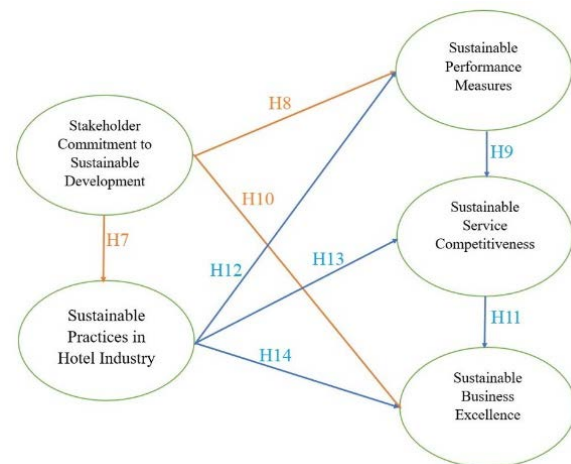 Sustainable
Performance
Measures
H8
Stakeholder
Commitment to
Sustainable
Development
H9
H10
Sustainable
Service
Competitiveness
H7
H12
H13
Sustainable
Practices in
Hotel Industry
H11
H14
Sustainable
Business
Excellence